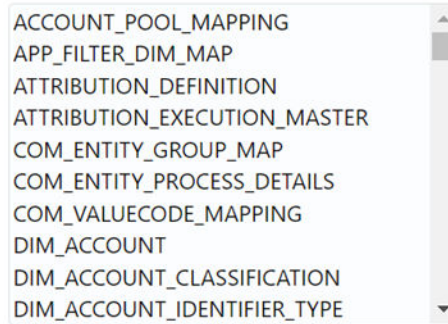 ACCOUNT_POOL_MAPPING
APP_FILTER_DIM_MAP
ATTRIBUTION_DEFINITION
ATTRIBUTION_EXECUTION_MASTER
COM_ENTITY_GROUP_MAP
COM_ENTITY_PROCESS_DETAILS
COM_VALUECODE_MAPPING
DIM_ACCOUNT
DIM_ACCOUNT_CLASSIFICATION
DIM_ACCOUNT_IDENTIFIER_TYPE